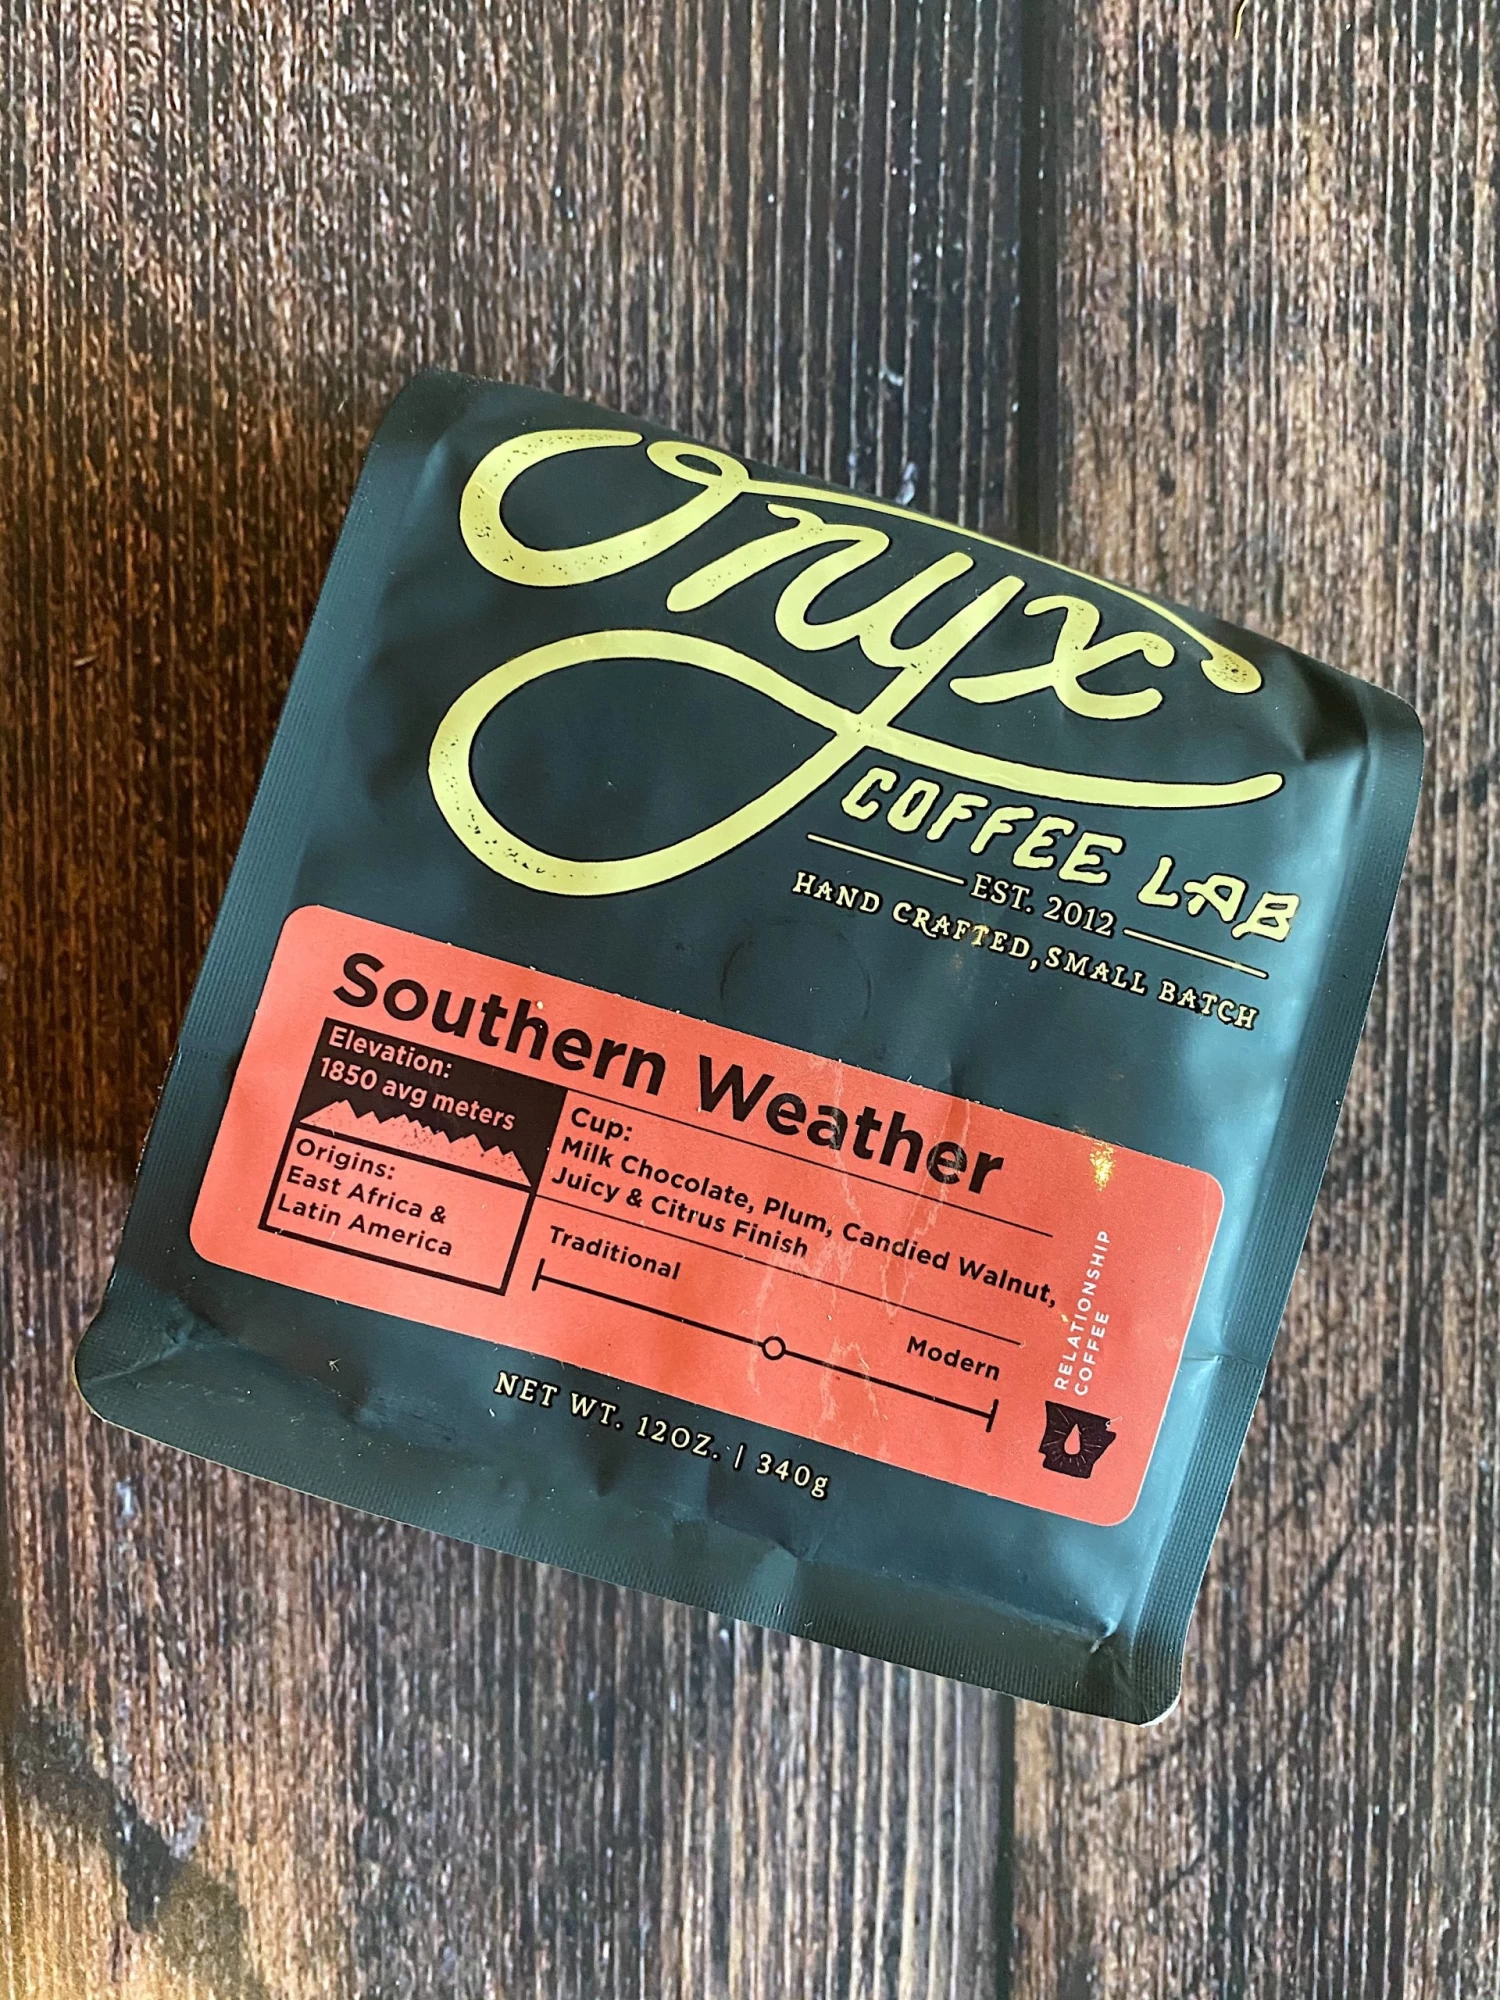 Onyx
COFFEE LAB
EST. 2012
HAND CRAFTED, SMALL BATCH
Southern Weather
Elevation:
1850 avg meters
Origins:
East Africa &
Latin America
Cup:
Milk Chocolate, Plum, Candied Walnut,
Juicy & Citrus Finish
Traditional
Modern
RELATIONSHIP
COFFEE
NET WT. 12OZ. | 340g